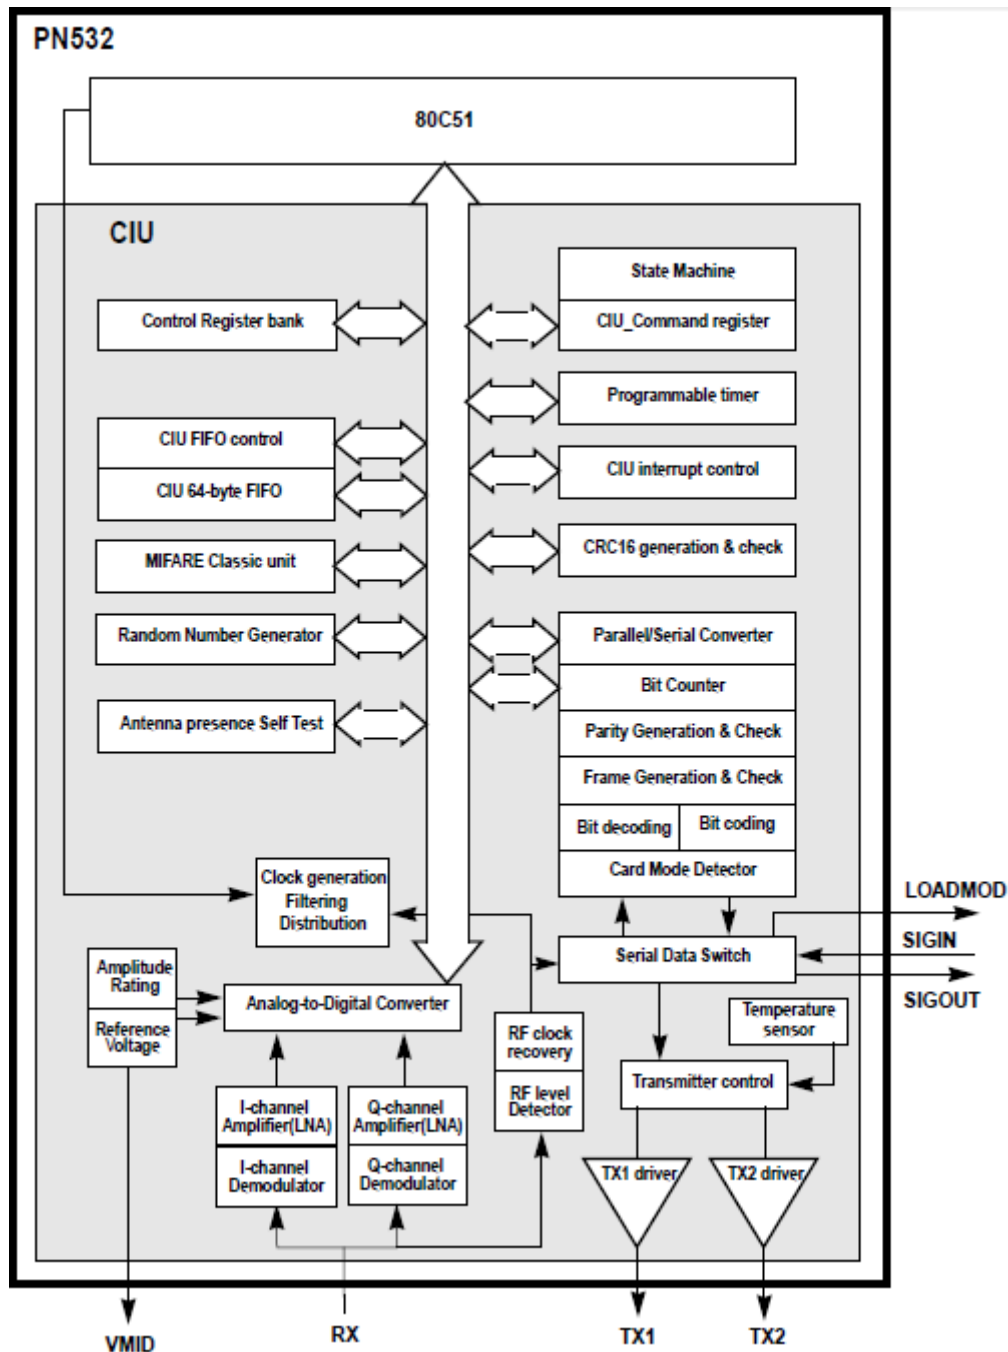 PN532
80C51
CIU
State Machine
Control Register bank
CIU_Command register
Programmable timer
CIU FIFO control
CIU interrupt control
CIU 64-byte FIFO
CRC16 generation & check
MIFARE Classic unit
Random Number Generator
Parallel/Serial Converter
Bit Counter
Antenna presence Self Test
Parity Generation & Check
Frame Generation & Check
Bit decoding
Bit coding
Card Mode Detector
Clock generation
Filtering
Distribution
LOADMOD
SIGIN
SIGOUT
Serial Data Switch
Amplitude
Rating
Reference
Voltage
Analog-to-Digital Converter
RF clock
recovery
RF level
Detector
Temperature
sensor
Transmitter control
I-channel
Amplifier(LNA)
I-channel
Demodulator
Q-channel
Amplifier(LNA)
Q-channel
Demodulator
TX1 driver
TX2 driver
VMID
RX
TX1
TX2